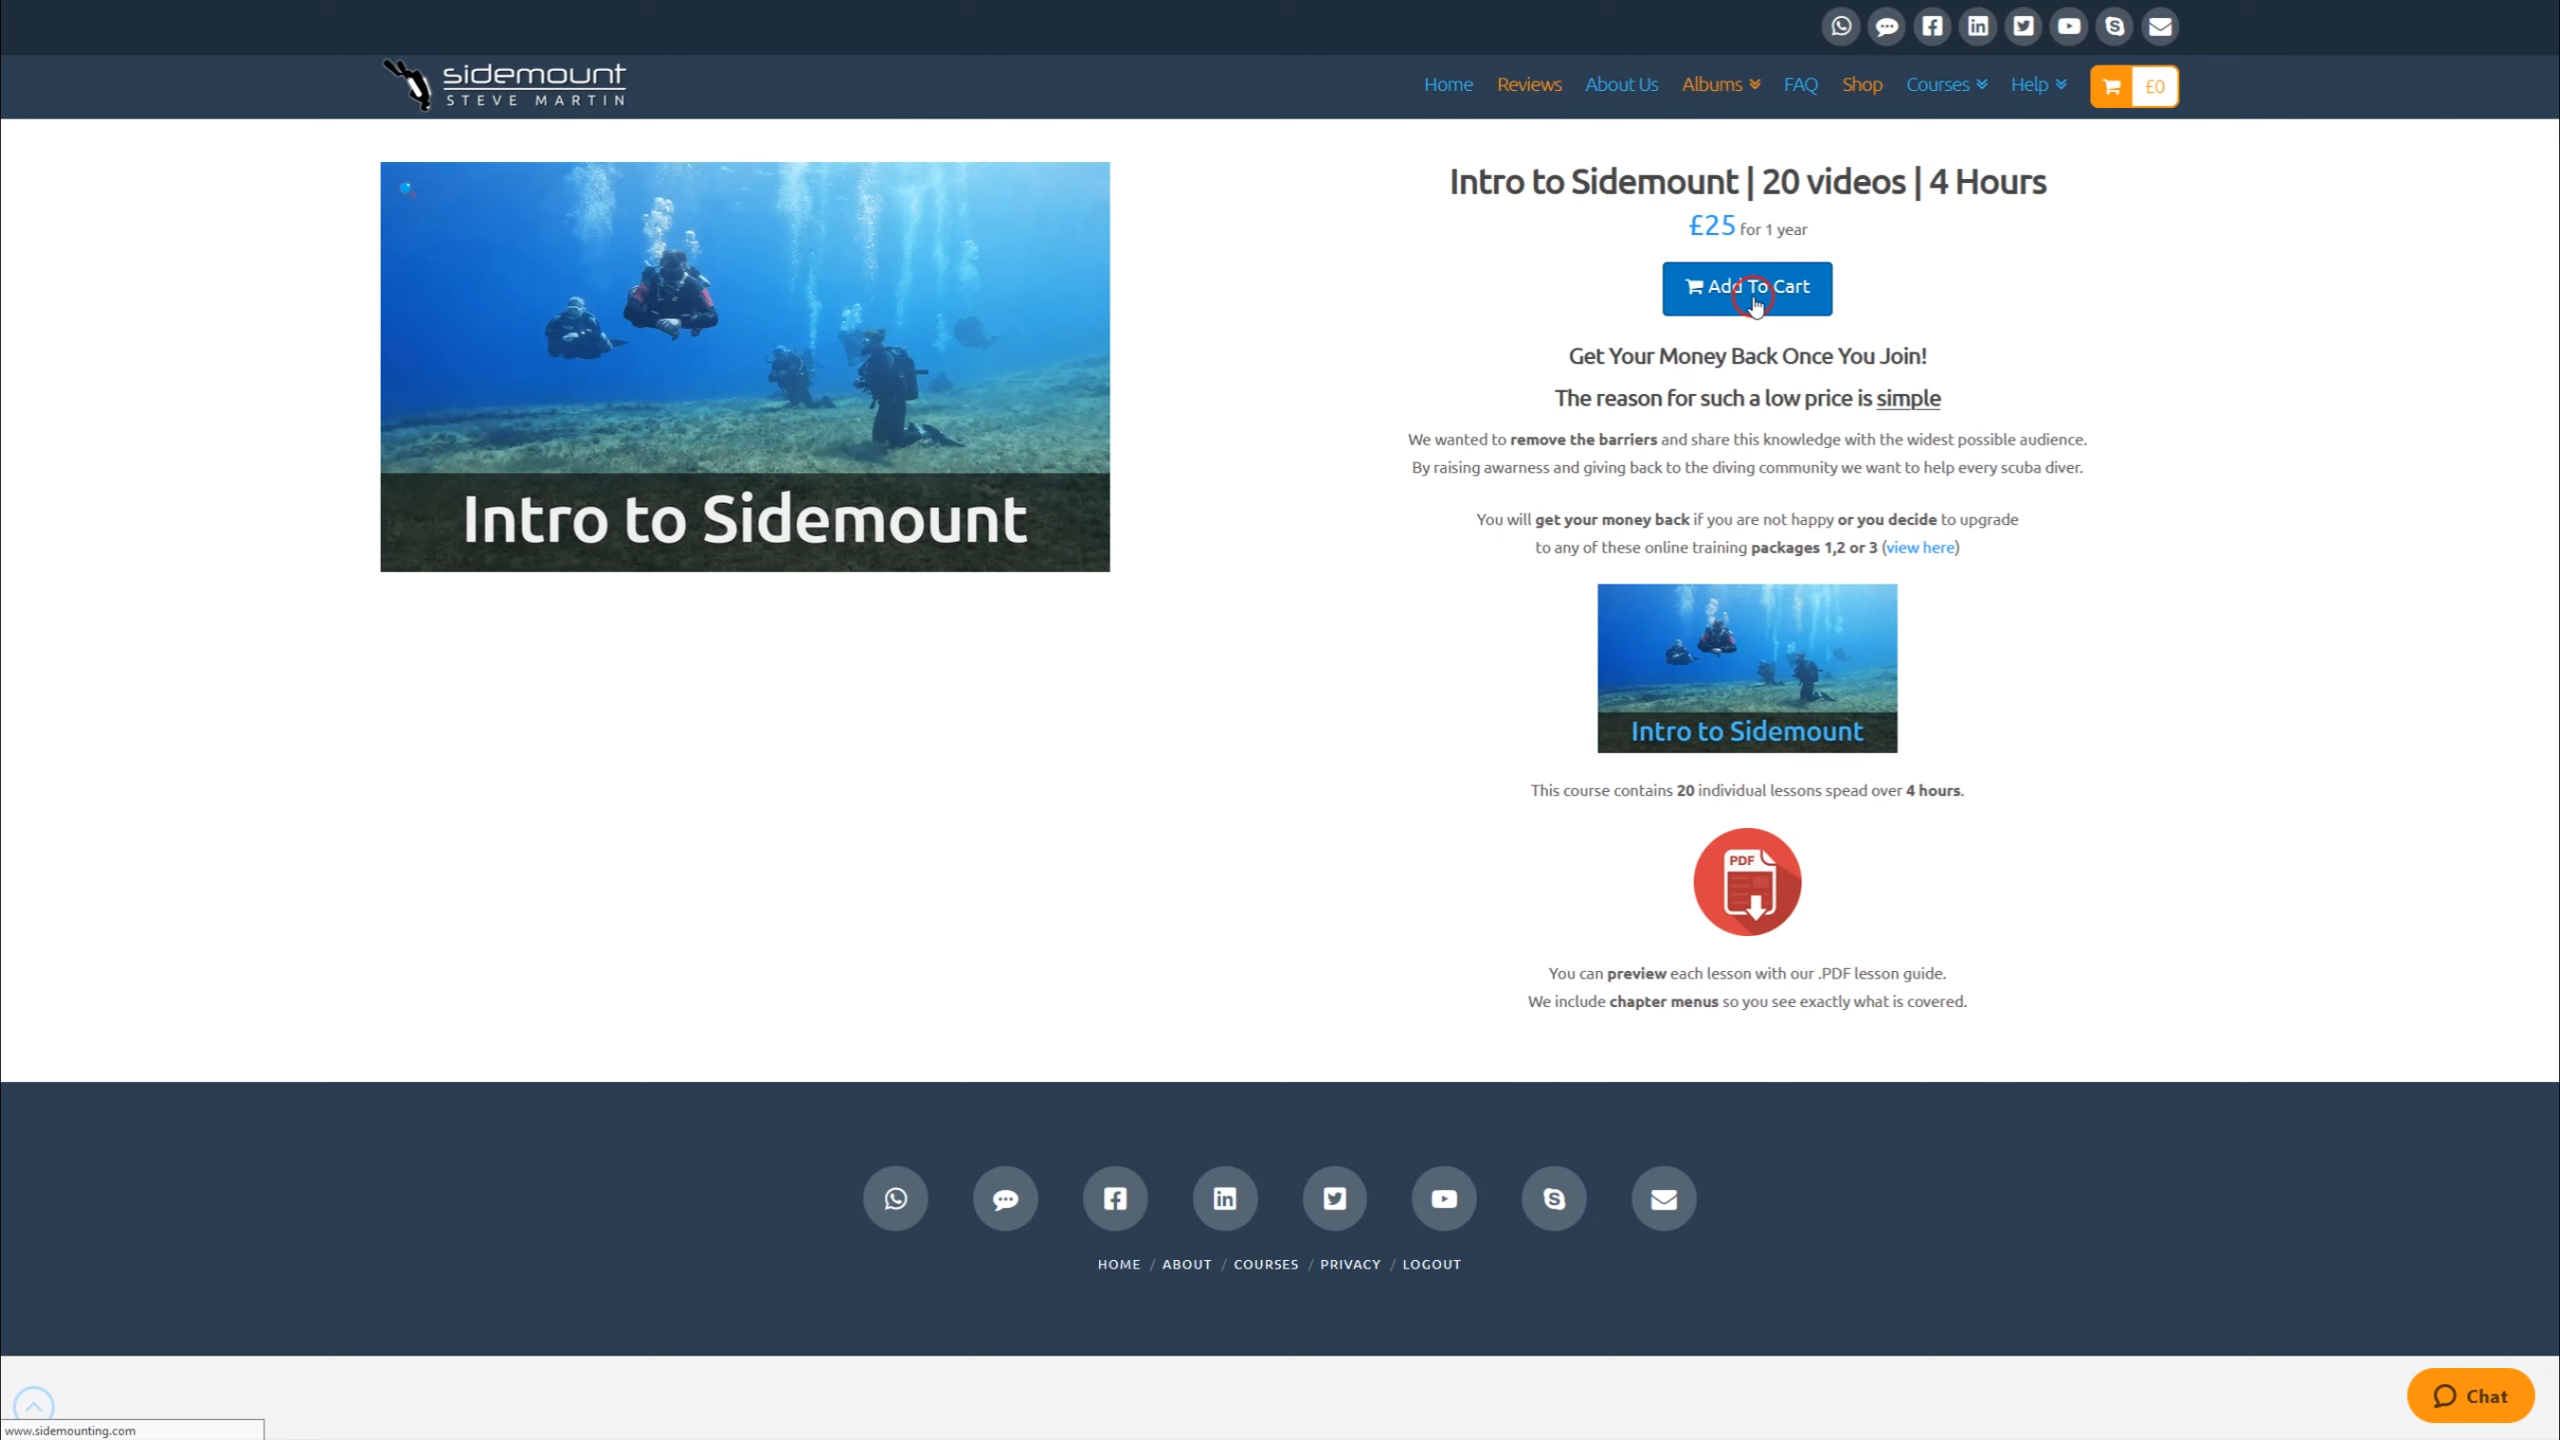 sidemount
STEVE MARTIN
Home Reviews About Us Albums FAQ Shop Courses Help £0
Intro to Sidemount
Intro to Sidemount | 20 videos | 4 Hours
£25 for 1 year
Add To Cart
Get Your Money Back Once You Join!
The reason for such a low price is simple
We wanted to remove the barriers and share this knowledge with the widest possible audience.
By raising awarness and giving back to the diving community we want to help every scuba diver.
You will get your money back if you are not happy or you decide to upgrade
to any of these online training packages 1,2 or 3 (view here)
Intro to Sidemount
This course contains 20 individual lessons spead over 4 hours.
PDF
You can preview each lesson with our .PDF lesson guide.
We include chapter menus so you see exactly what is covered.
HOME / ABOUT / COURSES / PRIVACY / LOGOUT
Chat
www.sidemounting.com